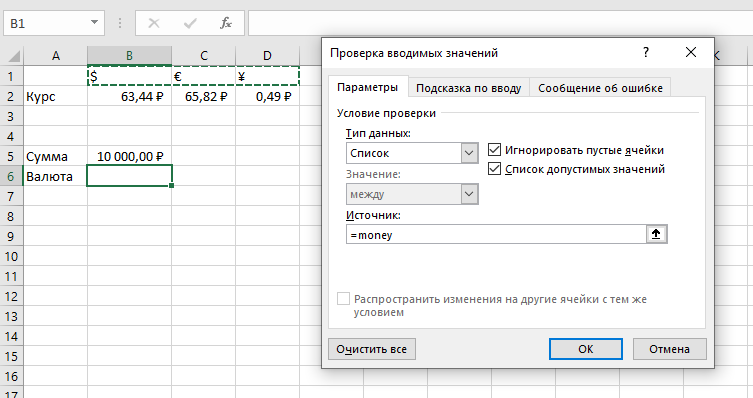 B1 fx
A B C D K
1 $ € ¥
2 Курс 63,44 ₽ 65,82 ₽ 0,49 ₽
3
4
5 Сумма 10 000,00 ₽
6 Валюта
7
8
9
10
11
12
13
14
15
16
17
Проверка вводимых значений ?
Параметры Подсказка по вводу Сообщение об ошибке
Условие проверки
Тип данных:
Список Игнорировать пустые ячейки
Значение: Список допустимых значений
между
Источник:
=money
Распространить изменения на другие ячейки с тем же
условием
Очистить все ОК Отмена